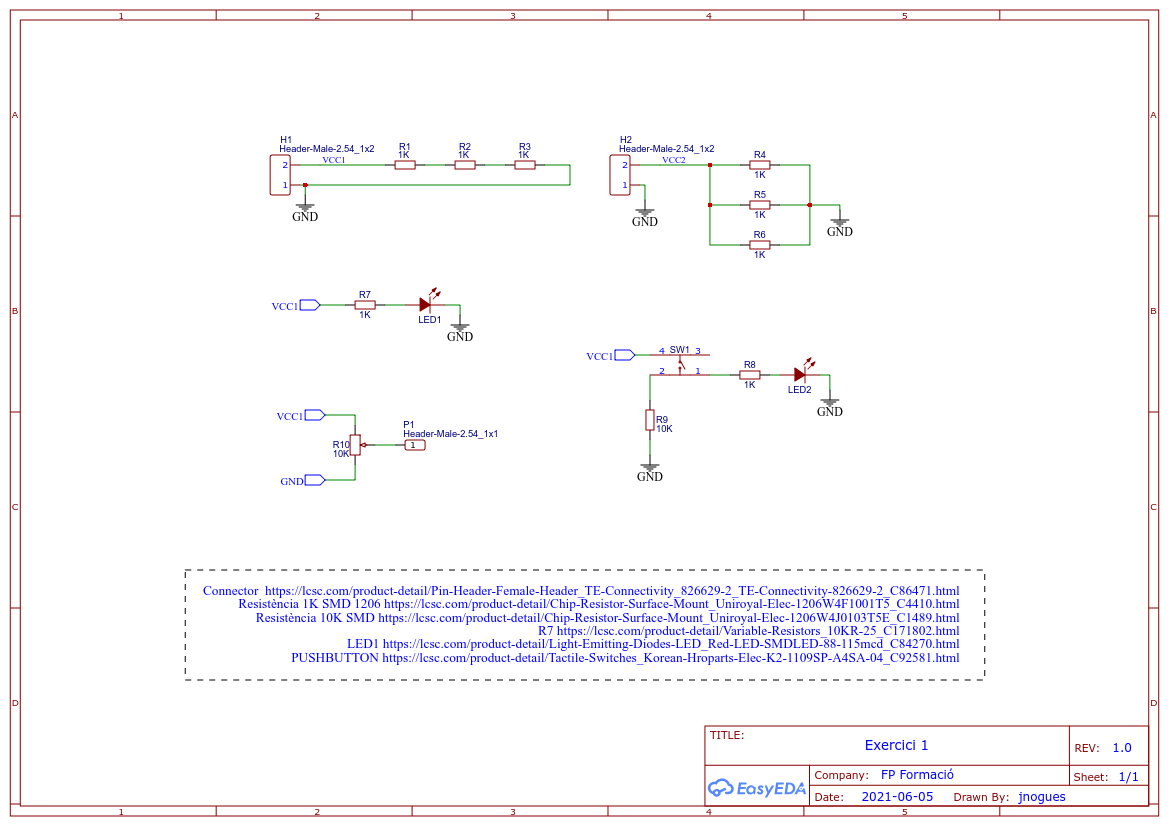 1 2 3 4 5
A A
H1
Header-Male-2.54_1x2
2
1
VCC1
R1
1K
R2
1K
R3
1K
GND
H2
Header-Male-2.54_1x2
2
1
VCC2
GND
R4
1K
R5
1K
R6
1K
GND
B B
VCC1
R7
1K
LED1
GND
VCC1
4 SW1 3
2 1
R8
1K
LED2
GND
R9
10K
GND
VCC1
R10
10K
P1
Header-Male-2.54_1x1
1
GND
C C
Connector https://lcsc.com/product-detail/Pin-Header-Female-Header_TE-Connectivity_826629-2_TE-Connectivity-826629-2_C86471.html
Resistència 1K SMD 1206 https://lcsc.com/product-detail/Chip-Resistor-Surface-Mount_Uniroyal-Elec-1206W4F1001T5_C4410.html
Resistència 10K SMD https://lcsc.com/product-detail/Chip-Resistor-Surface-Mount_Uniroyal-Elec-1206W4J0103T5E_C1489.html
R7 https://lcsc.com/product-detail/Variable-Resistors_10KR-25_C171802.html
LED1 https://lcsc.com/product-detail/Light-Emitting-Diodes-LED_Red-LED-SMDLED-88-115mcd_C84270.html
PUSHBUTTON https://lcsc.com/product-detail/Tactile-Switches_Korean-Hroparts-Elec-K2-1109SP-A4SA-04_C92581.html
D D
TITLE:
Exercici 1
REV: 1.0
EasyEDA
Company: FP Formació
Sheet: 1/1
Date: 2021-06-05 Drawn By: jnogues
1 2 3 4 5